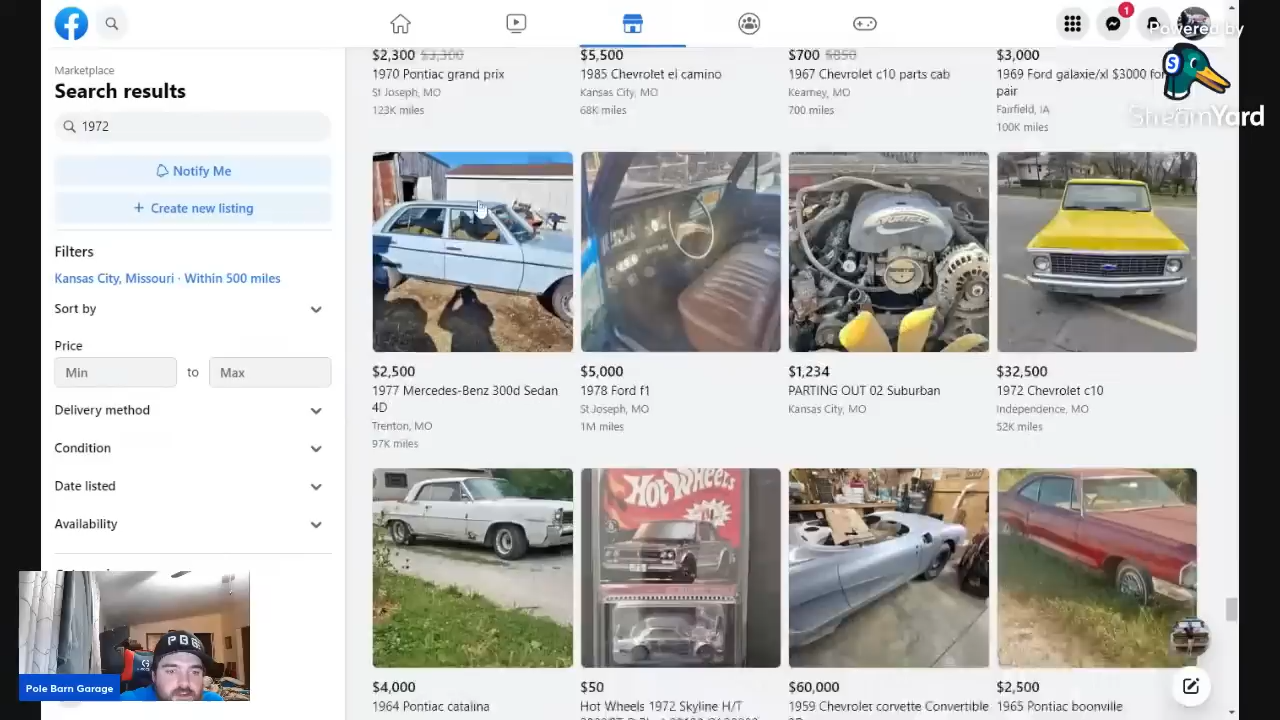 Powered by
StreamYard
1
Marketplace
Search results
1972
Notify Me
+ Create new listing
Filters
Kansas City, Missouri · Within 500 miles
Sort by
Price
Min
to
Max
Delivery method
Condition
Date listed
Availability
Pole Barn Garage
$2,300 $3,300
1970 Pontiac grand prix
St Joseph, MO
123K miles
$5,500
1985 Chevrolet el camino
Kansas City, MO
68K miles
$700 $850
1967 Chevrolet c10 parts cab
Kearney, MO
700 miles
$3,000
1969 Ford galaxie/xl $3000 for
pair
Fairfield, IA
100K miles
$2,500
1977 Mercedes-Benz 300d Sedan
4D
Trenton, MO
97K miles
$5,000
1978 Ford f1
St Joseph, MO
1M miles
VORTEC
$1,234
PARTING OUT 02 Suburban
Kansas City, MO
$32,500
1972 Chevrolet c10
Independence, MO
52K miles
$4,000
1964 Pontiac catalina
Hot Wheels
$50
Hot Wheels 1972 Skyline H/T
$60,000
1959 Chevrolet corvette Convertible
$2,500
1965 Pontiac bonville